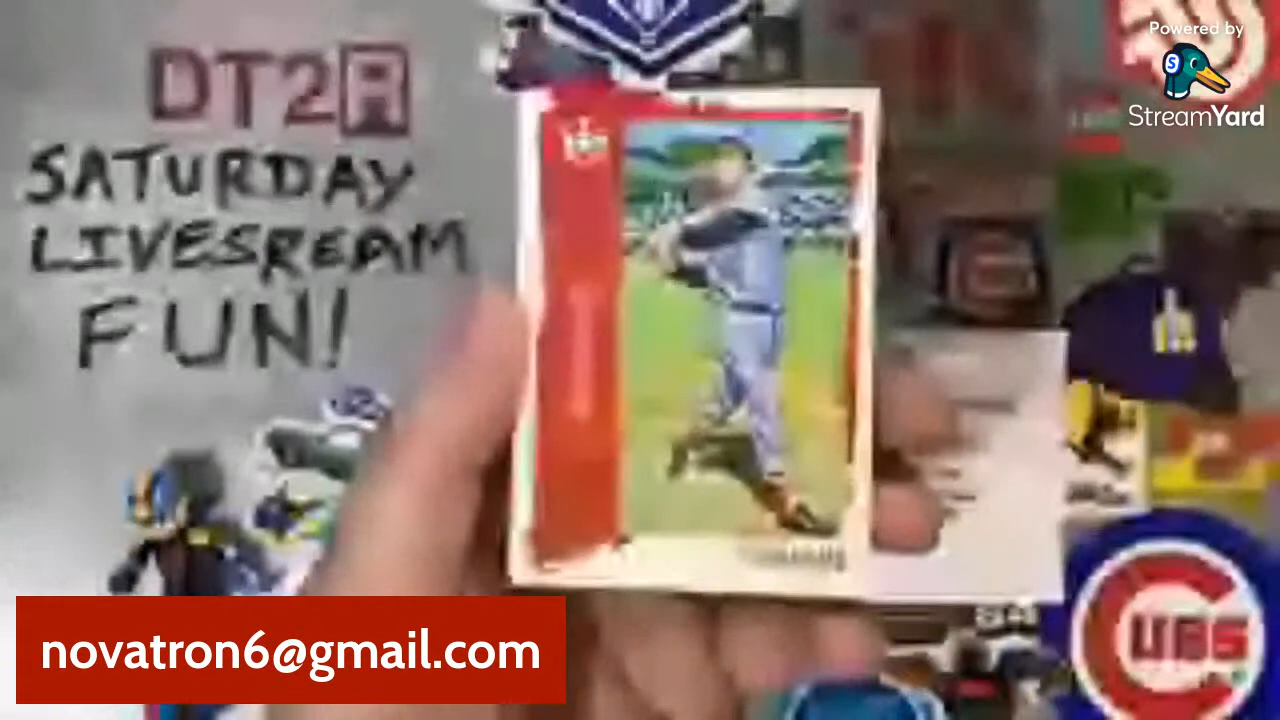 Powered by
StreamYard
DT2R
SATURDAY
LIVESREAM
FUN!
CUBS
novatron6@gmail.com